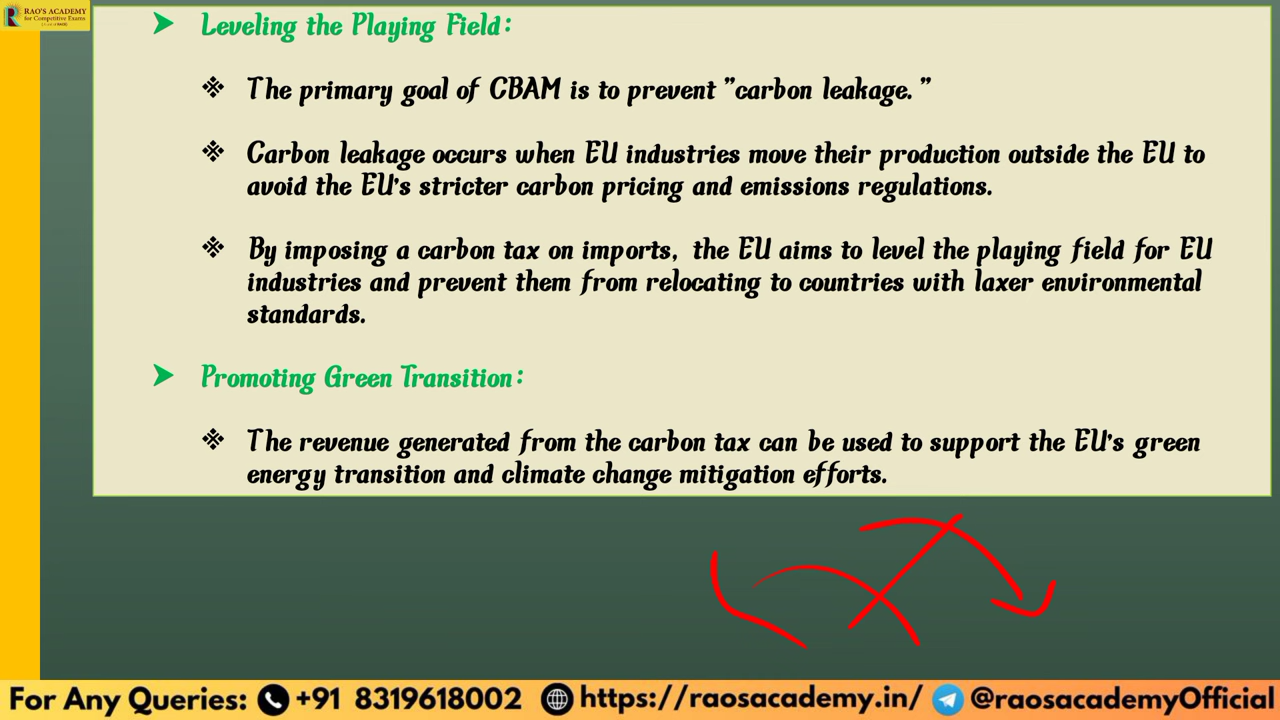 RAO'S ACADEMY
for Competitive Exams
➤ Leveling the Playing Field:
❖ The primary goal of CBAM is to prevent "carbon leakage."
❖ Carbon leakage occurs when EU industries move their production outside the EU to
avoid the EU's stricter carbon pricing and emissions regulations.
❖ By imposing a carbon tax on imports, the EU aims to level the playing field for EU
industries and prevent them from relocating to countries with laxer environmental
standards.
➤ Promoting Green Transition:
❖ The revenue generated from the carbon tax can be used to support the EU's green
energy transition and climate change mitigation efforts.
For Any Queries: +91 8319618002 https://raosacademy.in/ @raosacademyOfficial